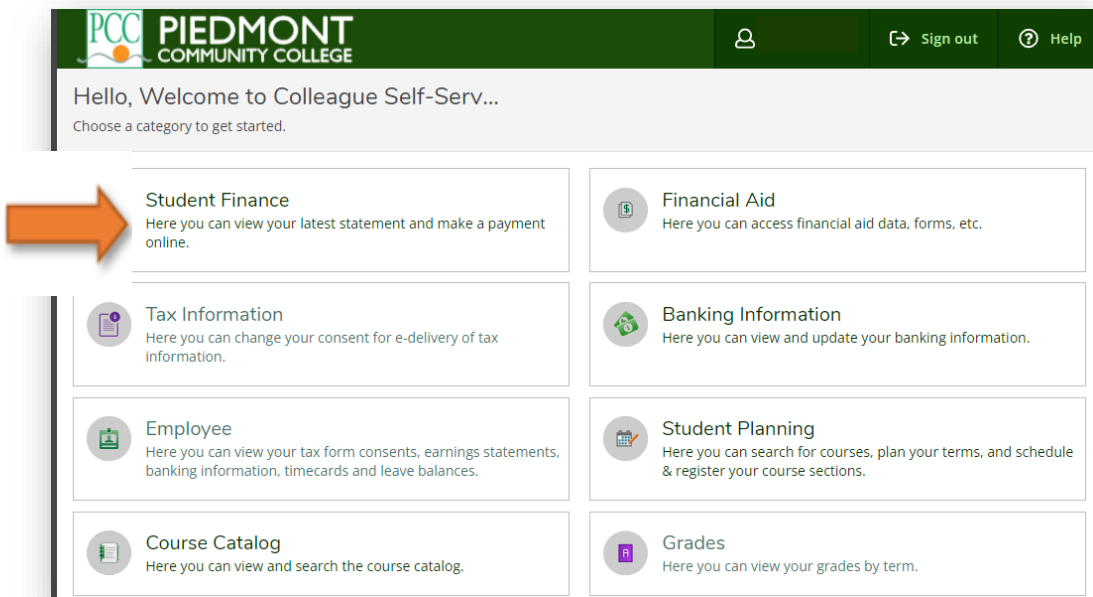 PCC PIEDMONT
COMMUNITY COLLEGE
Sign out
Help
Hello, Welcome to Colleague Self-Serv...
Choose a category to get started.
Student Finance
Here you can view your latest statement and make a payment
online.
Financial Aid
Here you can access financial aid data, forms, etc.
Tax Information
Here you can change your consent for e-delivery of tax
information.
Banking Information
Here you can view and update your banking information.
Employee
Here you can view your tax form consents, earnings statements,
banking information, timecards and leave balances.
Student Planning
Here you can search for courses, plan your terms, and schedule
& register your course sections.
Course Catalog
Here you can view and search the course catalog.
Grades
Here you can view your grades by term.